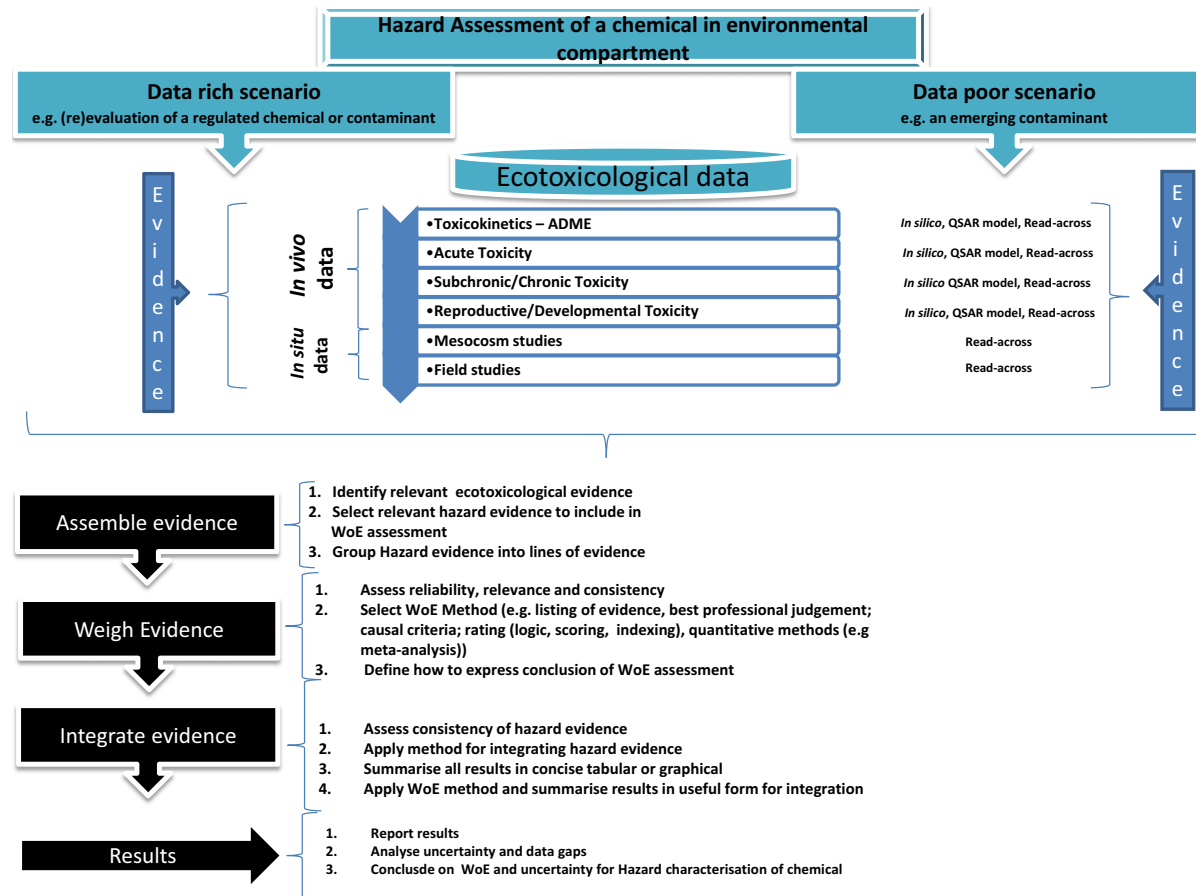 Hazard Assessment of a chemical in environmental
compartment
Data rich scenario
e.g. (re)evaluation of a regulated chemical or contaminant
Data poor scenario
e.g. an emerging contaminant
Ecotoxicological data
Evidence
In vivo
data
In situ
data
•Toxicokinetics – ADME
•Acute Toxicity
•Subchronic/Chronic Toxicity
•Reproductive/Developmental Toxicity
•Mesocosm studies
•Field studies
In silico, QSAR model, Read-across
In silico, QSAR model, Read-across
In silico QSAR model, Read-across
In silico, QSAR model, Read-across
Read-across
Read-across
Evidence
Assemble evidence
1. Identify relevant ecotoxicological evidence
2. Select relevant hazard evidence to include in
WoE assessment
3. Group Hazard evidence into lines of evidence
Weigh Evidence
1. Assess reliability, relevance and consistency
2. Select WoE Method (e.g. listing of evidence, best professional judgement;
causal criteria; rating (logic, scoring, indexing), quantitative methods (e.g
meta-analysis))
3. Define how to express conclusion of WoE assessment
Integrate evidence
1. Assess consistency of hazard evidence
2. Apply method for integrating hazard evidence
3. Summarise all results in concise tabular or graphical
4. Apply WoE method and summarise results in useful form for integration
Results
1. Report results
2. Analyse uncertainty and data gaps
3. Conclusde on WoE and uncertainty for Hazard characterisation of chemical